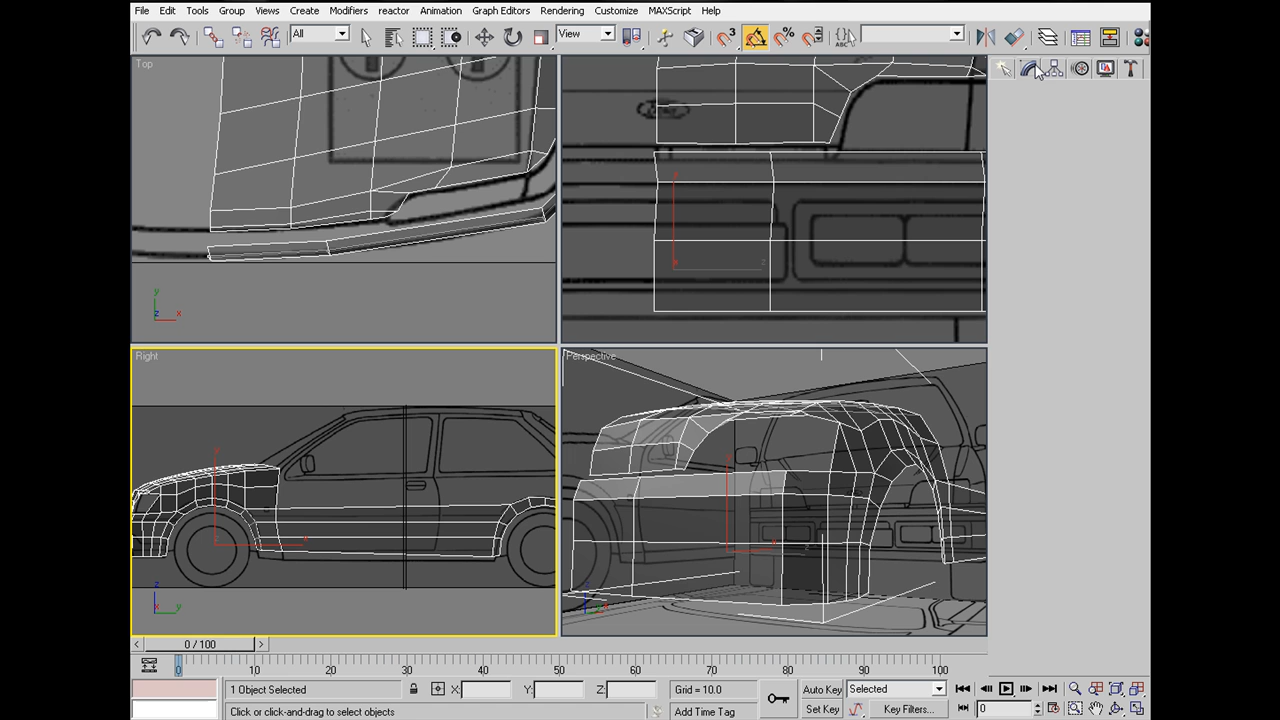 File Edit Tools Group Views Create Modifiers reactor Animation Graph Editors Rendering Customize MAXScript Help
All View 3 %
Top
Right
Perspective
x y z
0 / 100
0 10 20 30 40 50 60 70 80 90 100
1 Object Selected X: Y: Z: Grid = 10.0 Auto Key Selected
Click or click-and-drag to select objects Add Time Tag Set Key Key Filters... 0